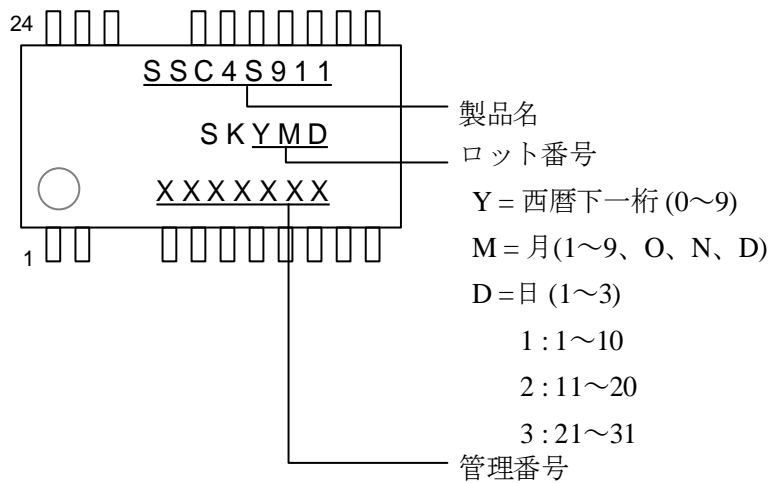 24
SSC4S911
製品名
SKYMD
ロット番号
XXXXXXX
Y = 西暦下一桁 (0～9)
M = 月(1～9、O、N、D)
1
D =日 (1～3)
1 : 1～10
2 : 11～20
3 : 21～31
管理番号